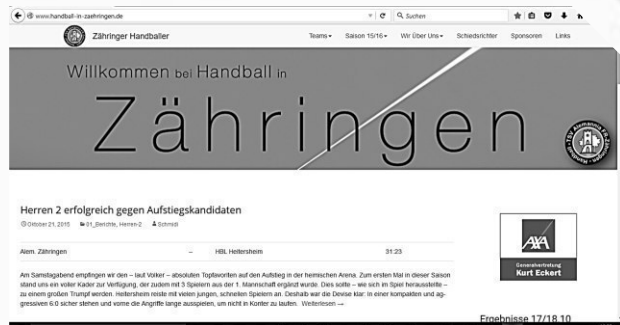 www.handball-in-zaehringen.de
Suchen
Zähringer Handballer
Teams Saison 15/16 Wir Über Uns Schiedsrichter Sponsoren Links
Willkommen bei Handball in
Zähringen
Herren 2 erfolgreich gegen Aufstiegskandidaten
Oktober 21, 2015 01_Berichte, Herren-2 Schmidi
Alem. Zähringen – HBL Heitersheim 31:23
Am Samstagabend empfingen wir den – laut Volker – absoluten Topfavoriten auf den Aufstieg in der heimischen Arena. Zum ersten Mal in dieser Saison
stand uns ein voller Kader zur Verfügung, der zudem mit 3 Spielern aus der 1. Mannschaft ergänzt wurde. Dies sollte – wie sich im Spiel herausstellte –
zu einem großen Trumpf werden. Heitersheim reiste mit vielen jungen, schnellen Spielern an. Deshalb war die Devise klar: In einer kompakten und ag-
gressiven 6:0 sicher stehen und vorne die Angriffe lange ausspielen, um nicht in Konter zu laufen. Weiterlesen →
AXA
Generalvertretung
Kurt Eckert
Ergebnisse 17/18.10